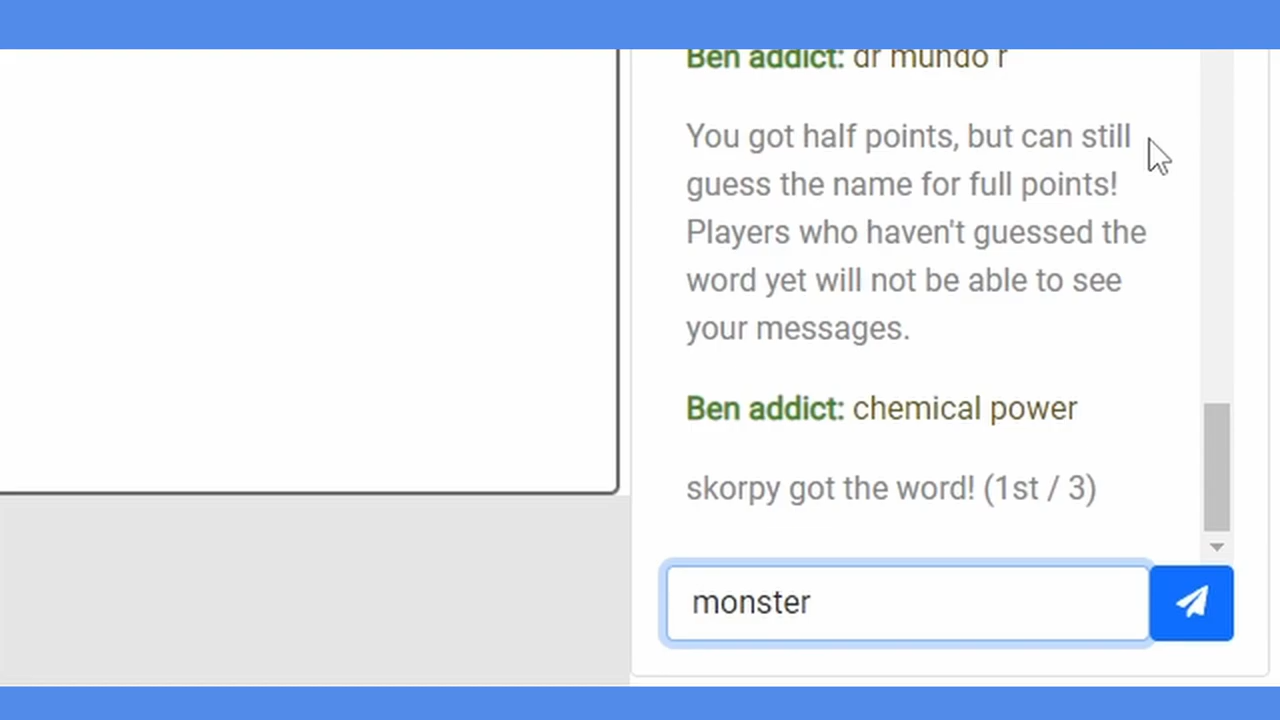 Ben addict: dr mundo r
You got half points, but can still
guess the name for full points!
Players who haven't guessed the
word yet will not be able to see
your messages.
Ben addict: chemical power
skorpy got the word! (1st / 3)
monster